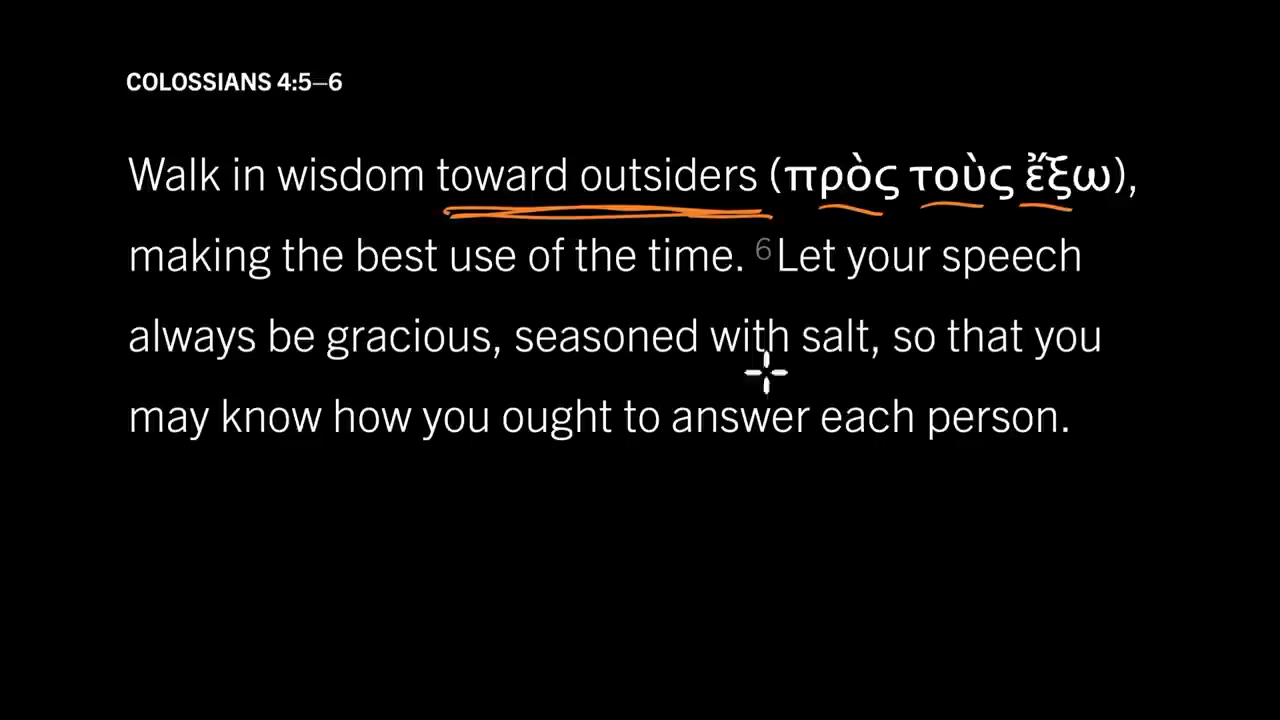 COLOSSIANS 4:5–6
Walk in wisdom toward outsiders (πρὸς τοὺς ἔξω),
making the best use of the time. 6 Let your speech
always be gracious, seasoned with salt, so that you
may know how you ought to answer each person.